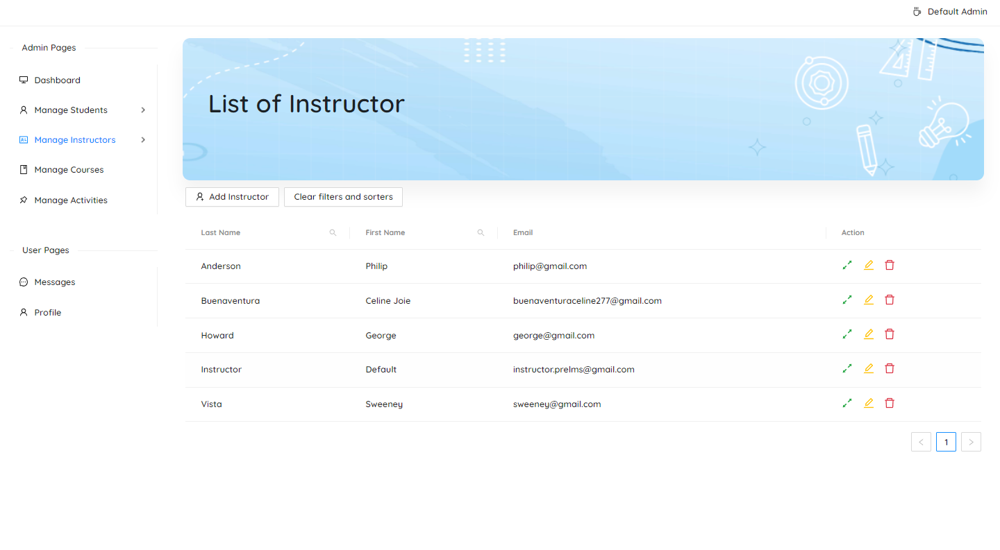 Default Admin
Admin Pages
Dashboard
Manage Students
Manage Instructors
Manage Courses
Manage Activities
User Pages
Messages
Profile
List of Instructor
Add Instructor Clear filters and sorters
Last Name First Name Email Action
Anderson Philip philip@gmail.com
Buenaventura Celine Joie buenaventuraceline277@gmail.com
Howard George george@gmail.com
Instructor Default instructor.prelms@gmail.com
Vista Sweeney sweeney@gmail.com
1